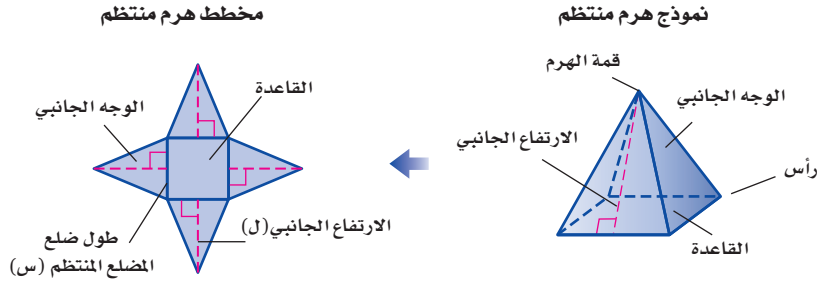 نموذج هرم منتظم
قمة الهرم
الوجه الجانبي
الارتفاع الجانبي
رأس
القاعدة
مخطط هرم منتظم
القاعدة
الوجه الجانبي
الارتفاع الجانبي (ل)
طول ضلع
المضلع المنتظم (س)